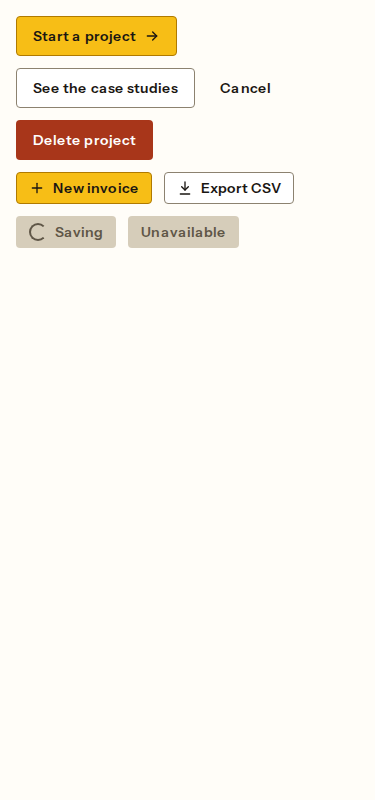 Start a project
See the case studies Cancel
Delete project
New invoice Export CSV
Saving Unavailable